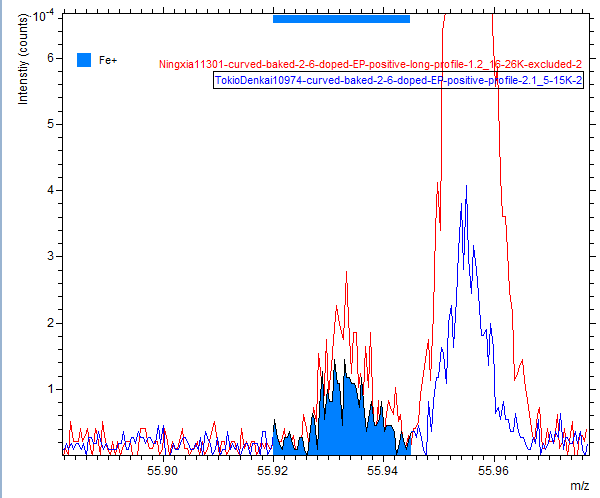 ·10⁻⁴
Intenstiy (counts)
Fe+
Ningxia11301-curved-baked-2-6-doped-EP-positive-long-profile-1.2_16-26K-excluded-2
TokioDenkai10974-curved-baked-2-6-doped-EP-positive-profile-2.1_5-15K-2
6
5
4
3
2
1
55.90 55.92 55.94 55.96
m/z